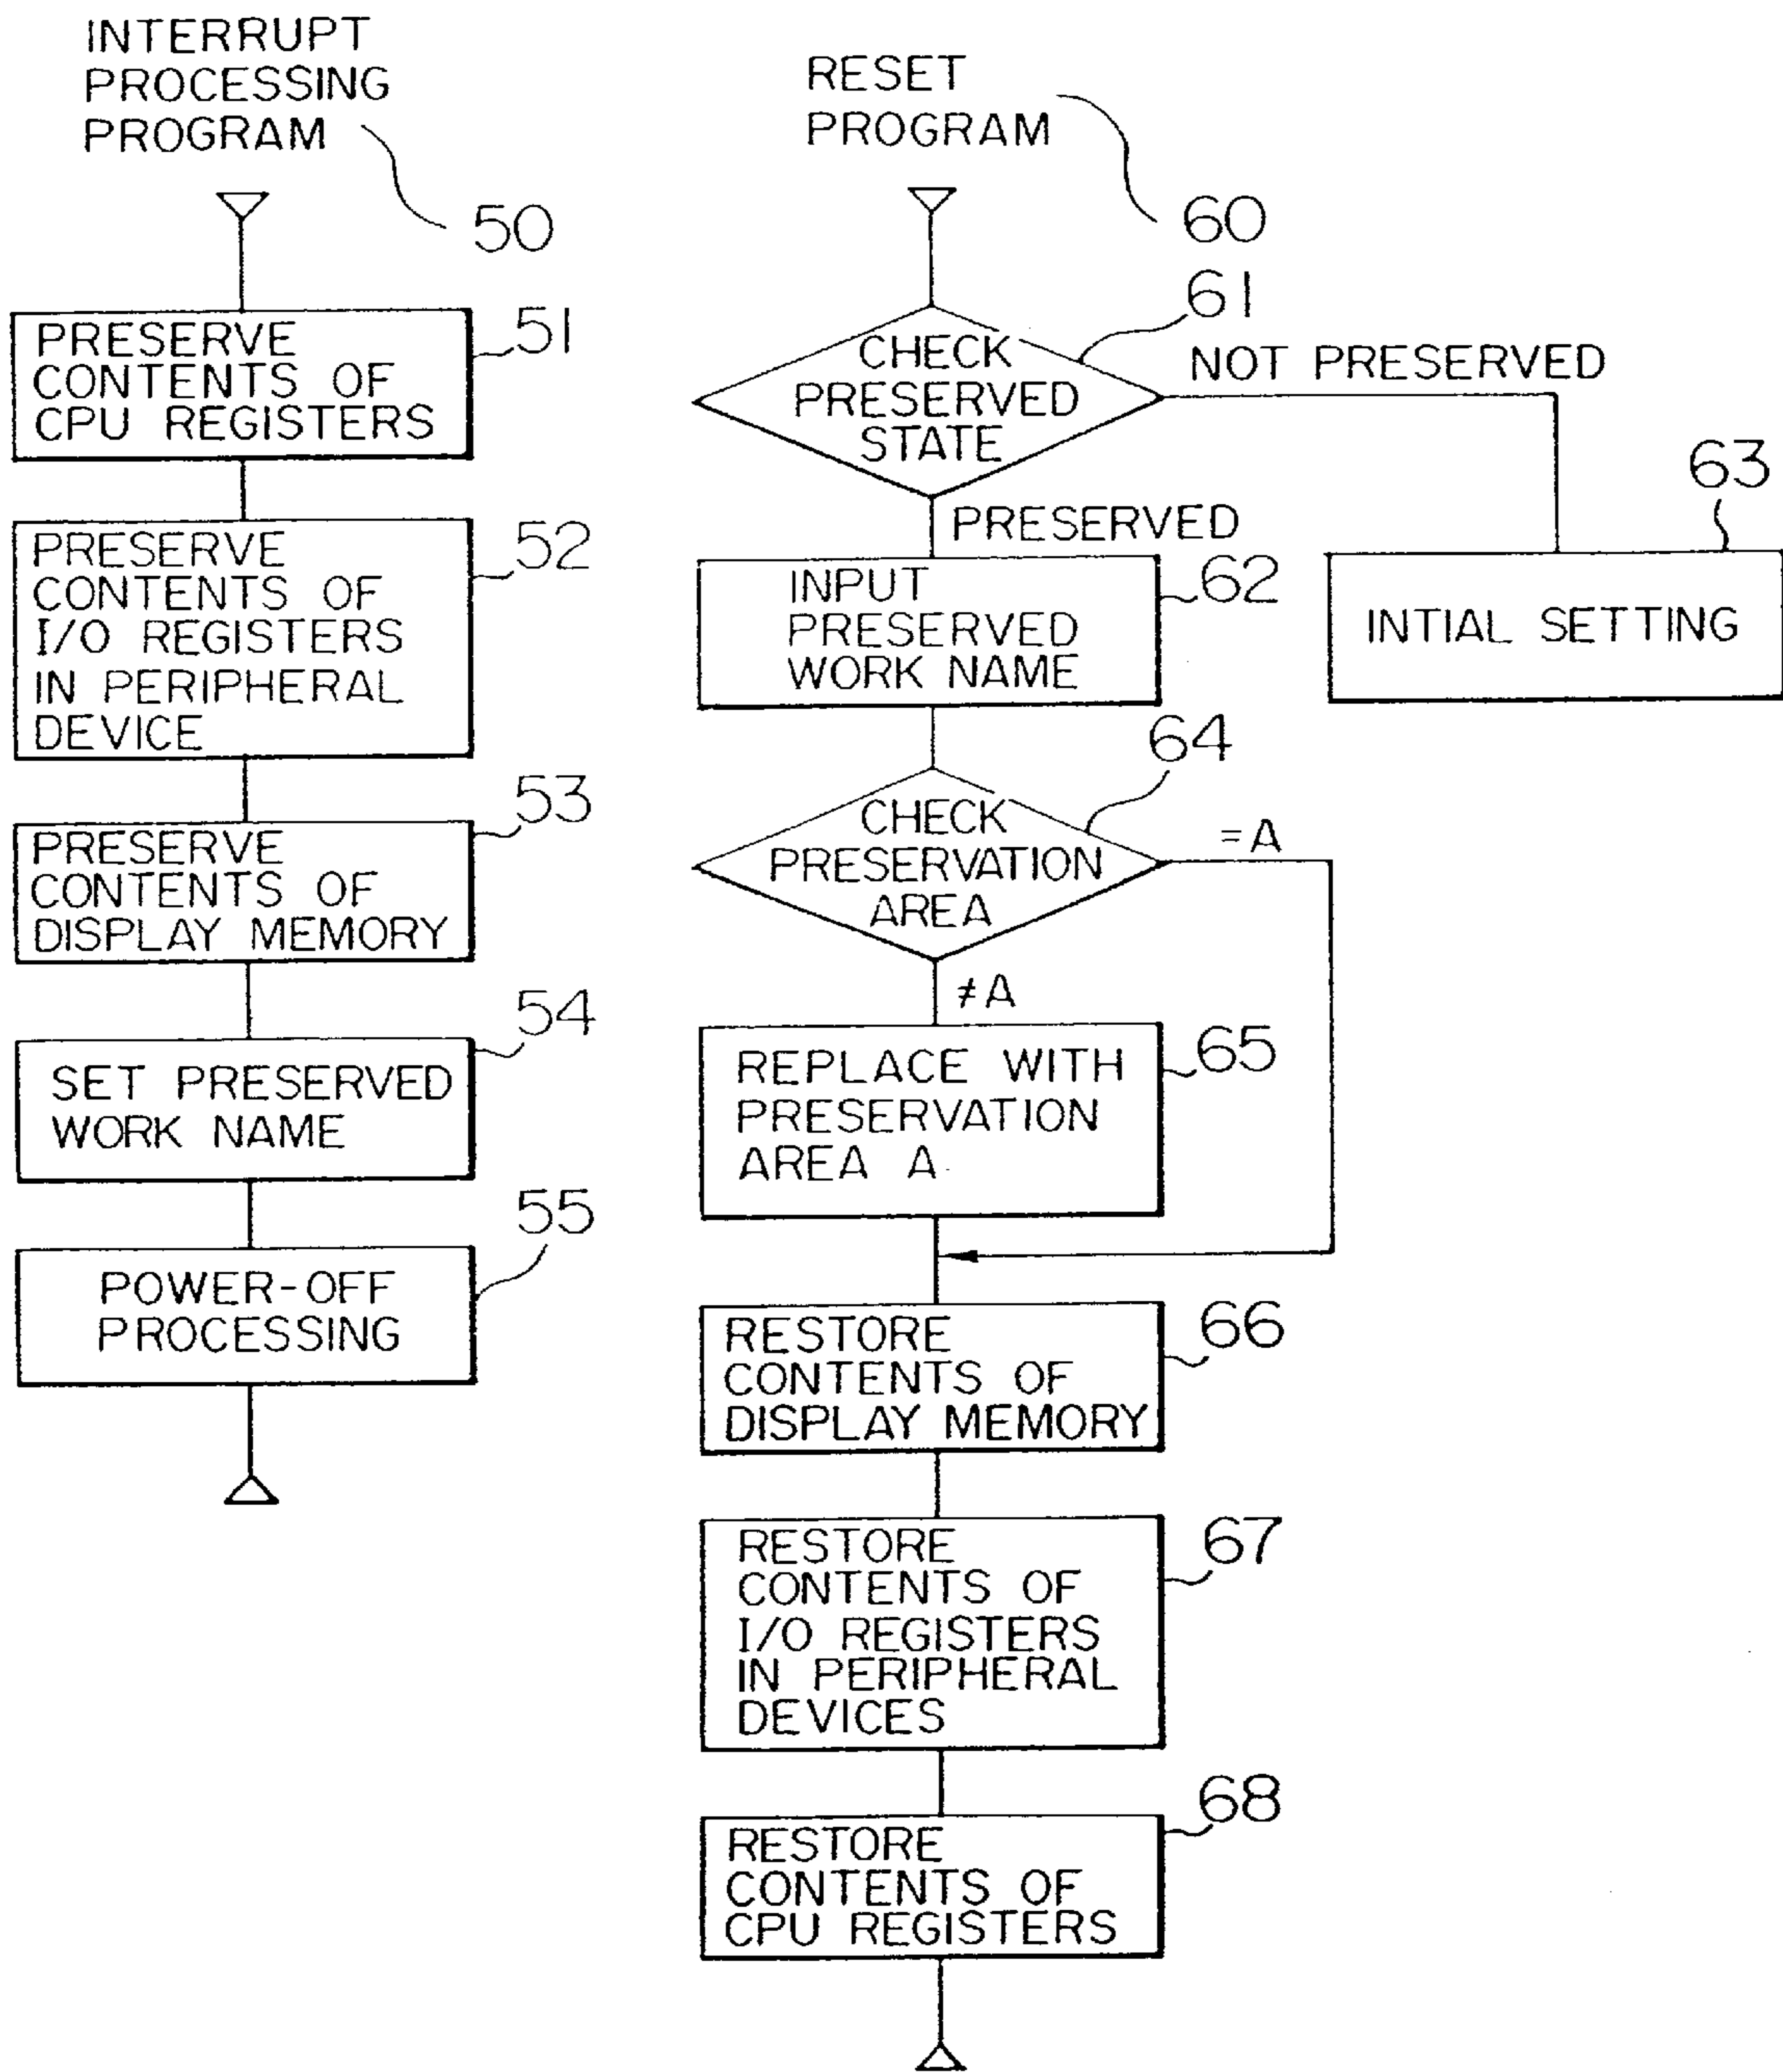 INTERRUPT
PROCESSING
PROGRAM
50
PRESERVE
CONTENTS OF
CPU REGISTERS
51
PRESERVE
CONTENTS OF
I/O REGISTERS
IN PERIPHERAL
DEVICE
52
PRESERVE
CONTENTS OF
DISPLAY MEMORY
53
SET PRESERVED
WORK NAME
54
POWER-OFF
PROCESSING
55
RESET
PROGRAM
60
CHECK
PRESERVED
STATE
61
NOT PRESERVED
PRESERVED
INPUT
PRESERVED
WORK NAME
62
63
INTIAL SETTING
CHECK
PRESERVATION
AREA
64
=A
≠A
REPLACE WITH
PRESERVATION
AREA A
65
RESTORE
CONTENTS OF
DISPLAY MEMORY
66
RESTORE
CONTENTS OF
I/O REGISTERS
IN PERIPHERAL
DEVICES
67
RESTORE
CONTENTS OF
CPU REGISTERS
68